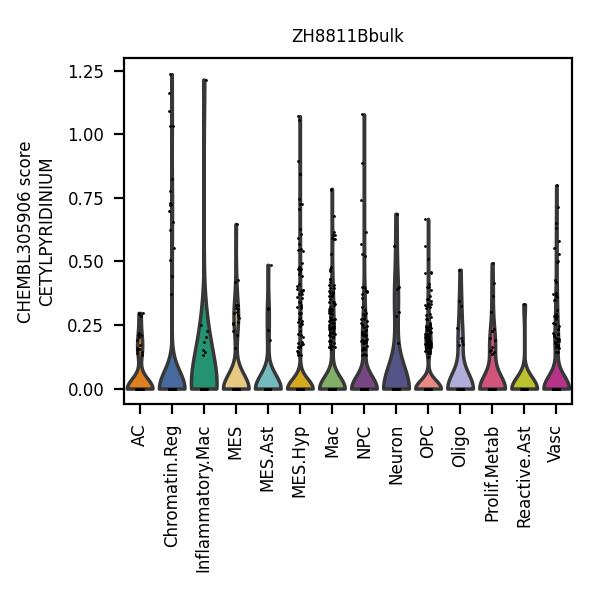 ZH8811Bbulk
CHEMBL305906 score
CETYLPYRIDINIUM
1.25
1.00
0.75
0.50
0.25
0.00
AC
Chromatin.Reg
Inflammatory.Mac
MES
MES.Ast
MES.Hyp
Mac
NPC
Neuron
OPC
Oligo
Prolif.Metab
Reactive.Ast
Vasc